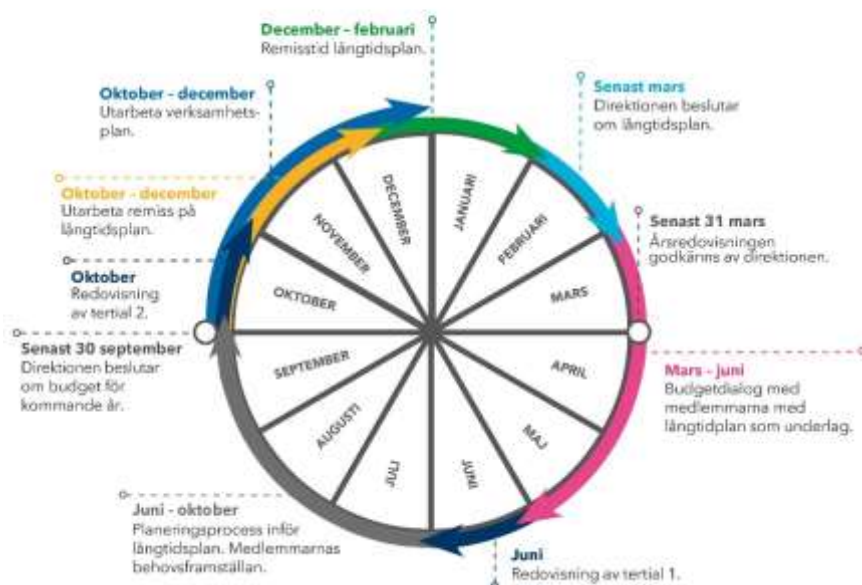 December – februari
Remisstid långtidsplan.
Oktober – december
Utarbeta verksamhets-
plan.
Senast mars
Direktionen beslutar
om långtidsplan.
Oktober – december
Utarbeta remiss på
långtidsplan.
Senast 31 mars
Årsredovisningen
godkänns av direktionen.
Oktober
Redovisning
av tertial 2.
Senast 30 september
Direktionen beslutar
om budget för
kommande år.
Mars – juni
Budgetdialog med
medlemmarna med
långtidplan som underlag.
Juni - oktober
Planeringsprocess inför
långtidsplan. Medlemmarnas
behovsframställan.
Juni
Redovisning av tertial 1.
JANUARI
FEBRUARI
MARS
APRIL
MAJ
JUNI
JULI
AUGUSTI
SEPTEMBER
OKTOBER
NOVEMBER
DECEMBER